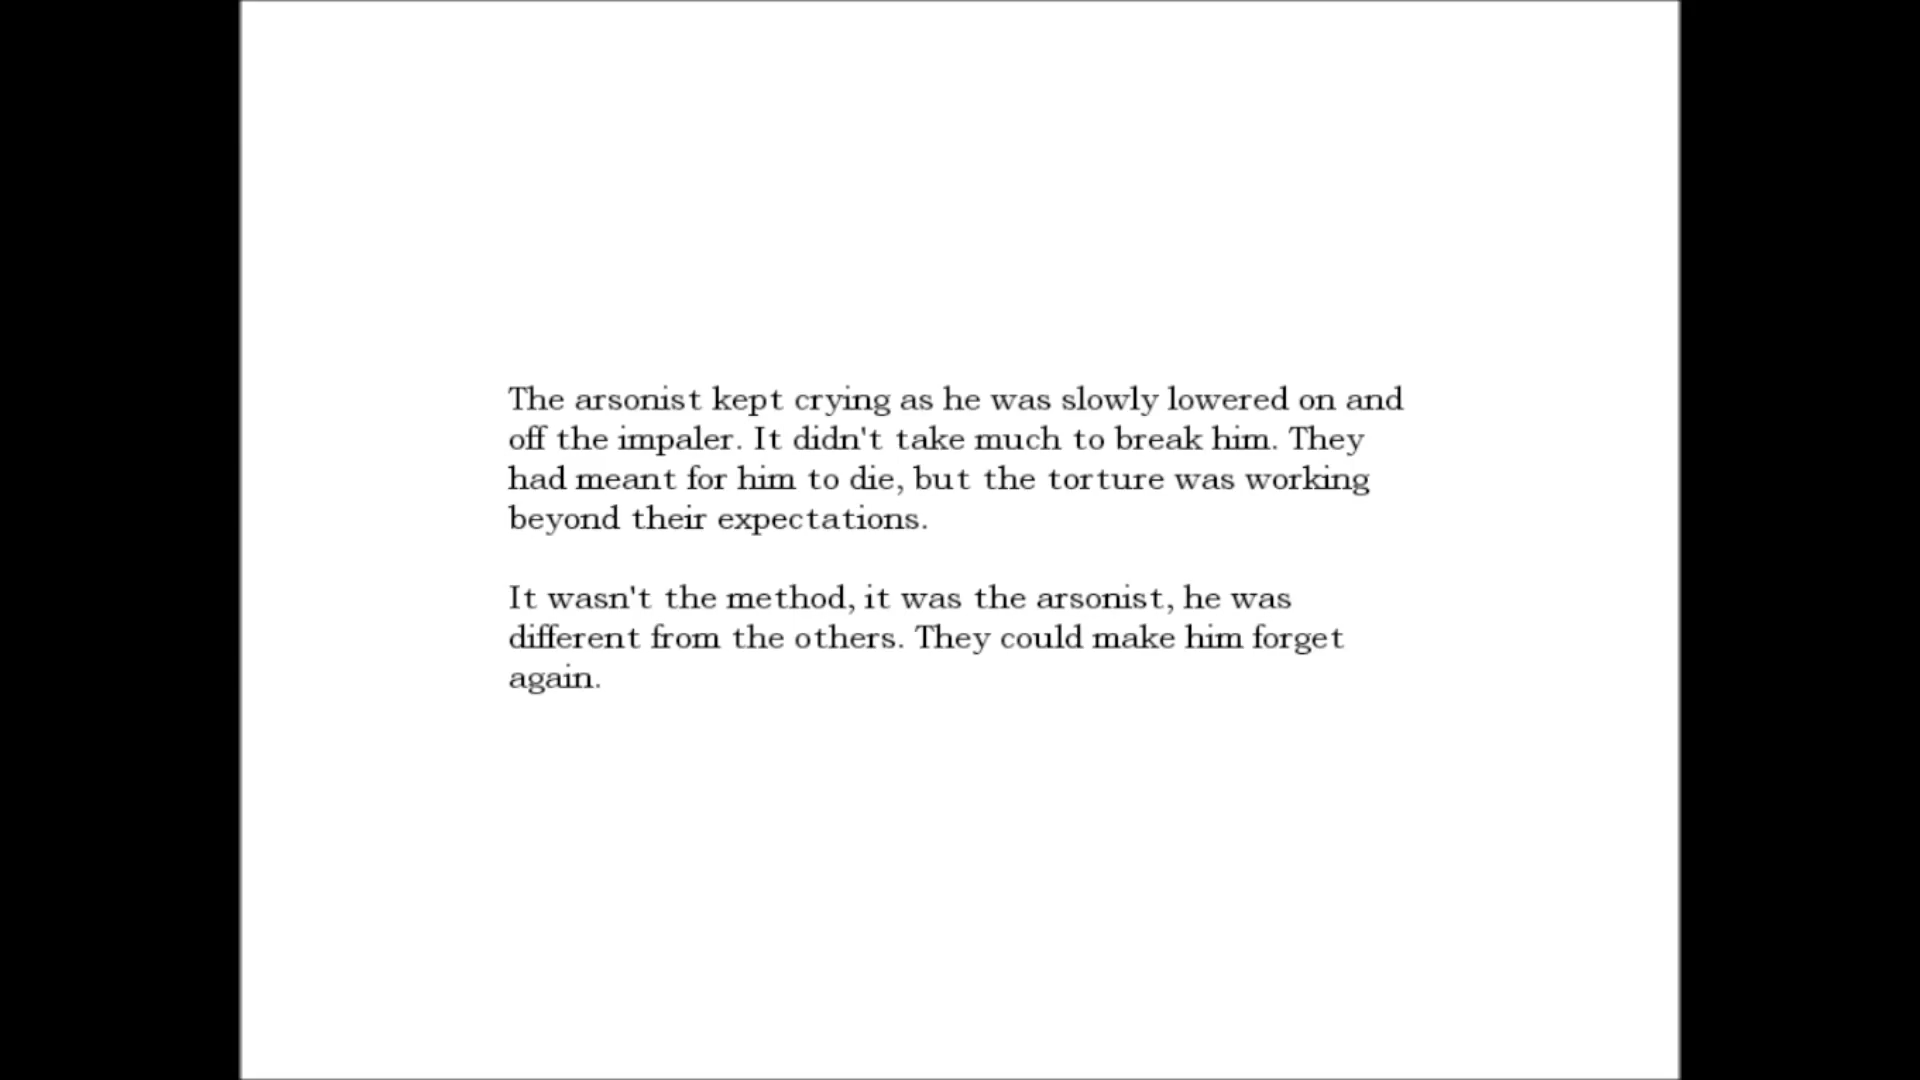 The arsonist kept crying as he was slowly lowered on and
off the impaler. It didn't take much to break him. They
had meant for him to die, but the torture was working
beyond their expectations.
It wasn't the method, it was the arsonist, he was
different from the others. They could make him forget
again.